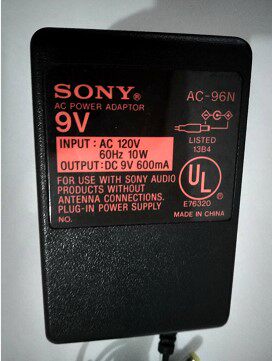 SONY®
AC POWER ADAPTOR
9V
AC-96N
INPUT : AC 120V
60Hz 10W
OUTPUT : DC 9V 600mA
LISTED
13B4
FOR USE WITH SONY AUDIO
PRODUCTS WITHOUT
ANTENNA CONNECTIONS.
PLUG-IN POWER SUPPLY
NO.
UL
®
E76320
MADE IN CHINA